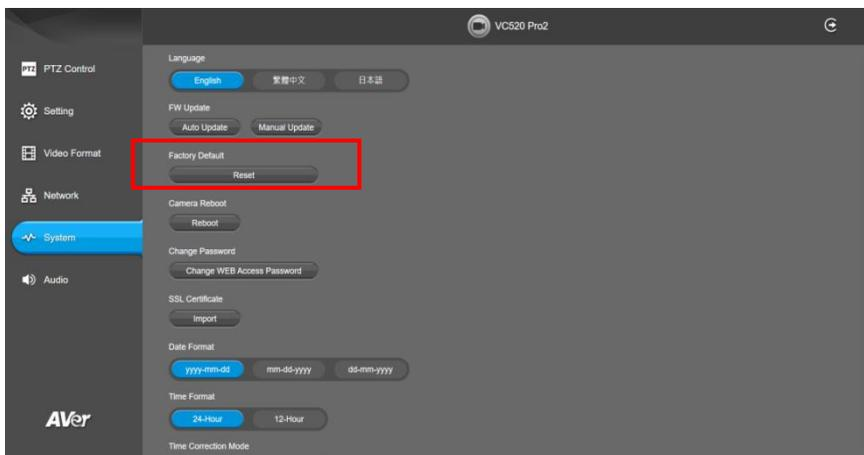 VC520 Pro2
PTZ PTZ Control
Setting
Video Format
Network
System
Audio
AVer
Language
English 繁體中文 日本語
FW Update
Auto Update Manual Update
Factory Default
Reset
Camera Reboot
Reboot
Change Password
Change WEB Access Password
SSL Certificate
Import
Date Format
yyyy-mm-dd mm-dd-yyyy dd-mm-yyyy
Time Format
24-Hour 12-Hour
Time Correction Mode